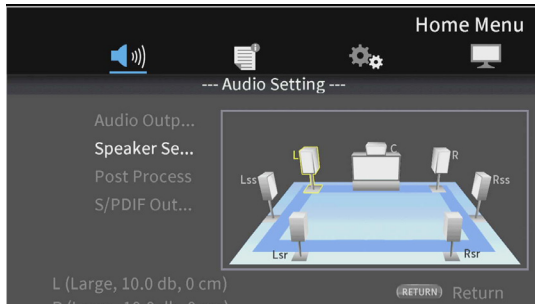 Home Menu
--- Audio Setting ---
Audio Outp...
Speaker Se...
Post Process
S/PDIF Out...
L
C
R
Lss
Rss
Lsr
Rsr
L (Large, 10.0 db, 0 cm)
RETURN Return